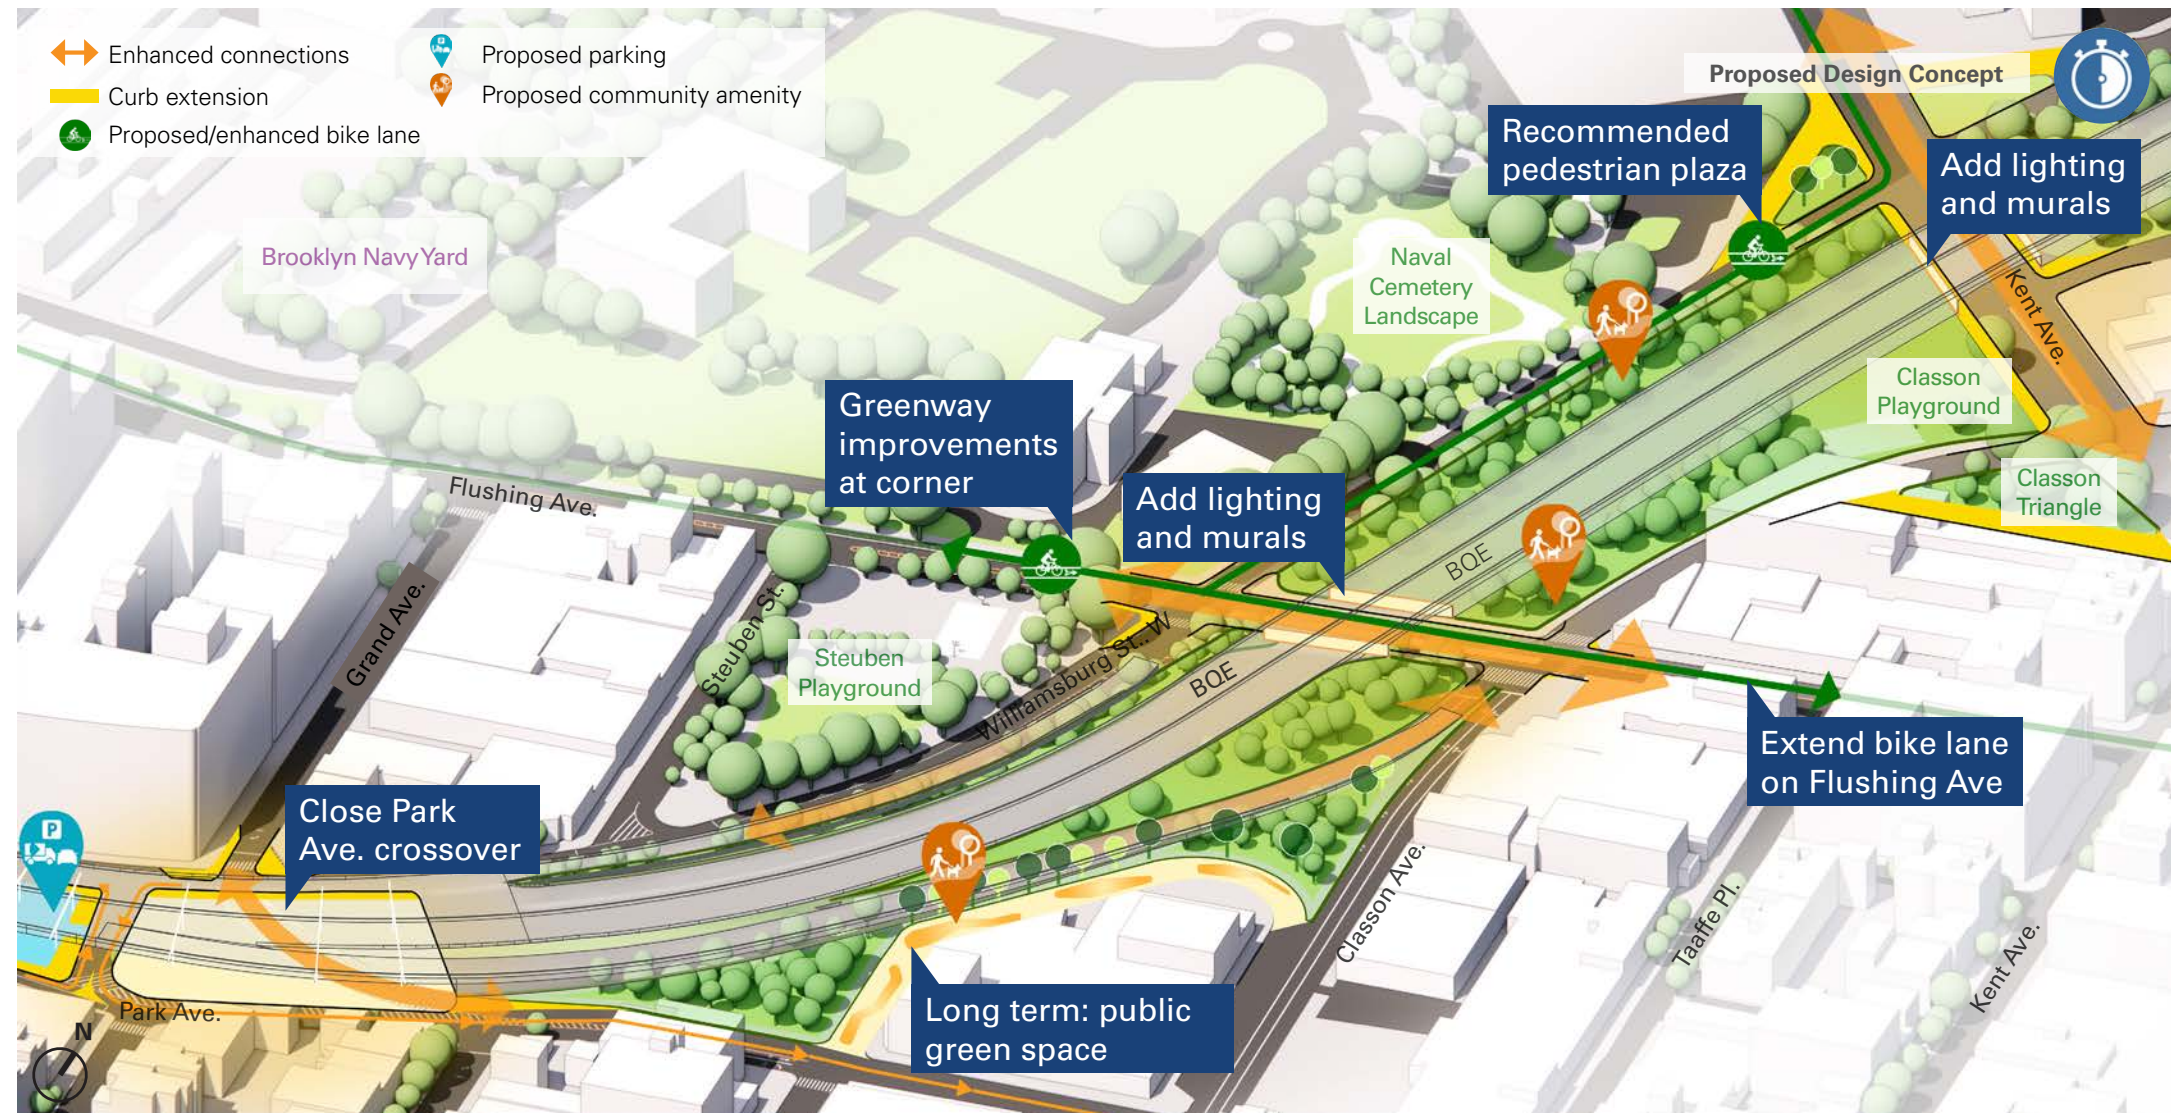 Enhanced connections
Curb extension
Proposed/enhanced bike lane
Proposed parking
Proposed community amenity
Proposed Design Concept
Recommended
pedestrian plaza
Add lighting
and murals
Brooklyn Navy Yard
Naval
Cemetery
Landscape
Kent Ave.
Classon
Playground
Greenway
improvements
at corner
Classon
Triangle
Flushing Ave.
Add lighting
and murals
BQE
Grand Ave.
Steuben St.
Steuben
Playground
Williamsburg St.. W
BQE
Extend bike lane
on Flushing Ave
Close Park
Ave. crossover
P
Classon Ave.
Taaffe Pl.
Kent Ave.
Long term: public
green space
Park Ave.
N